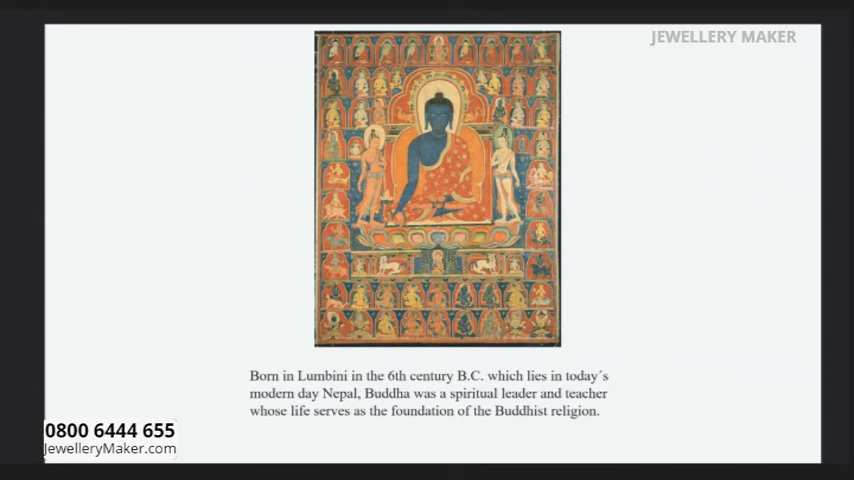 JEWELLERY MAKER
Born in Lumbini in the 6th century B.C. which lies in today´s
modern day Nepal, Buddha was a spiritual leader and teacher
whose life serves as the foundation of the Buddhist religion.
0800 6444 655
JewelleryMaker.com